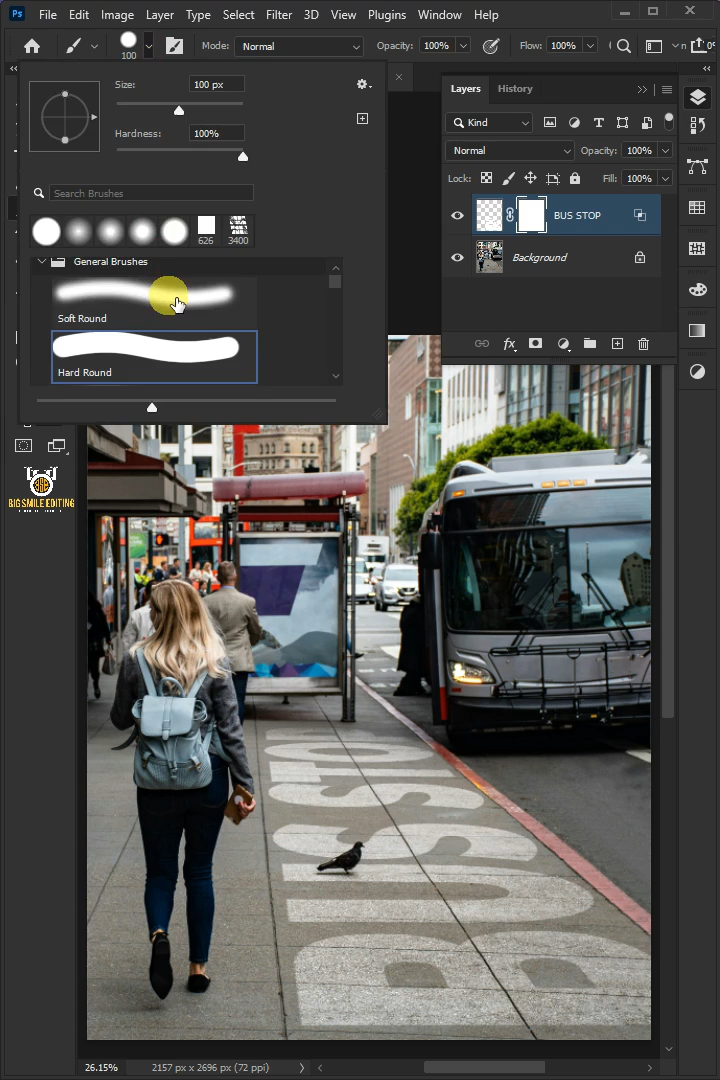 Ps File Edit Image Layer Type Select Filter 3D View Plugins Window Help
100 Mode: Normal Opacity: 100% Flow: 100% 0°
Size: 100 px
Hardness: 100%
Search Brushes
626 3400
General Brushes
Soft Round
Hard Round
Layers History
Kind
Normal Opacity: 100%
Lock: Fill: 100%
BUS STOP
Background
fx
BIG SMILE EDITING
STO
BUS
26.15% 2157 px x 2696 px (72 ppi)